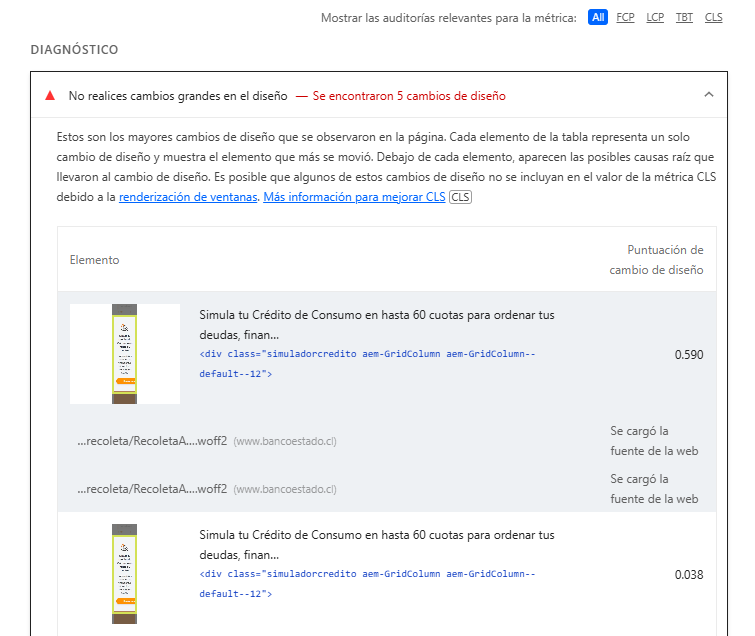 Mostrar las auditorías relevantes para la métrica: All FCP LCP TBT CLS
DIAGNÓSTICO
No realices cambios grandes en el diseño — Se encontraron 5 cambios de diseño
Estos son los mayores cambios de diseño que se observaron en la página. Cada elemento de la tabla representa un solo
cambio de diseño y muestra el elemento que más se movió. Debajo de cada elemento, aparecen las posibles causas raíz que
llevaron al cambio de diseño. Es posible que algunos de estos cambios de diseño no se incluyan en el valor de la métrica CLS
debido a la renderización de ventanas. Más información para mejorar CLS CLS
Elemento
Puntuación de
cambio de diseño
Simula tu Crédito de Consumo en hasta 60 cuotas para ordenar tus
deudas, finan...
<div class="simuladorcredito aem-GridColumn aem-GridColumn--
default--12">
0.590
...recoleta/RecoletaA....woff2 (www.bancoestado.cl)
Se cargó la
fuente de la web
...recoleta/RecoletaA....woff2 (www.bancoestado.cl)
Se cargó la
fuente de la web
Simula tu Crédito de Consumo en hasta 60 cuotas para ordenar tus
deudas, finan...
<div class="simuladorcredito aem-GridColumn aem-GridColumn--
default--12">
0.038